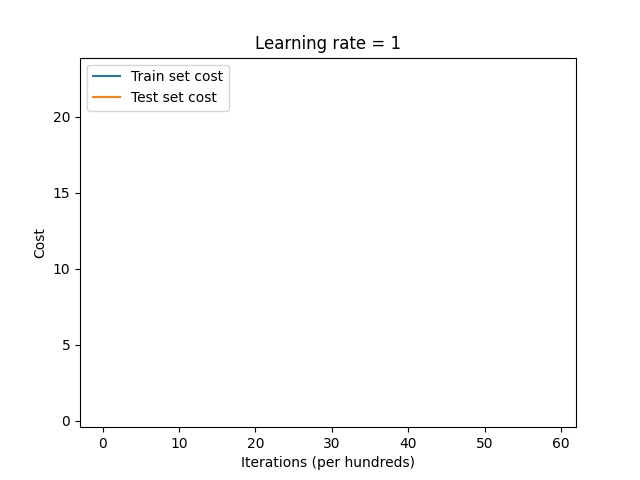 Learning rate = 1
Train set cost
Test set cost
20
15
10
5
0
Cost
0 10 20 30 40 50 60
Iterations (per hundreds)